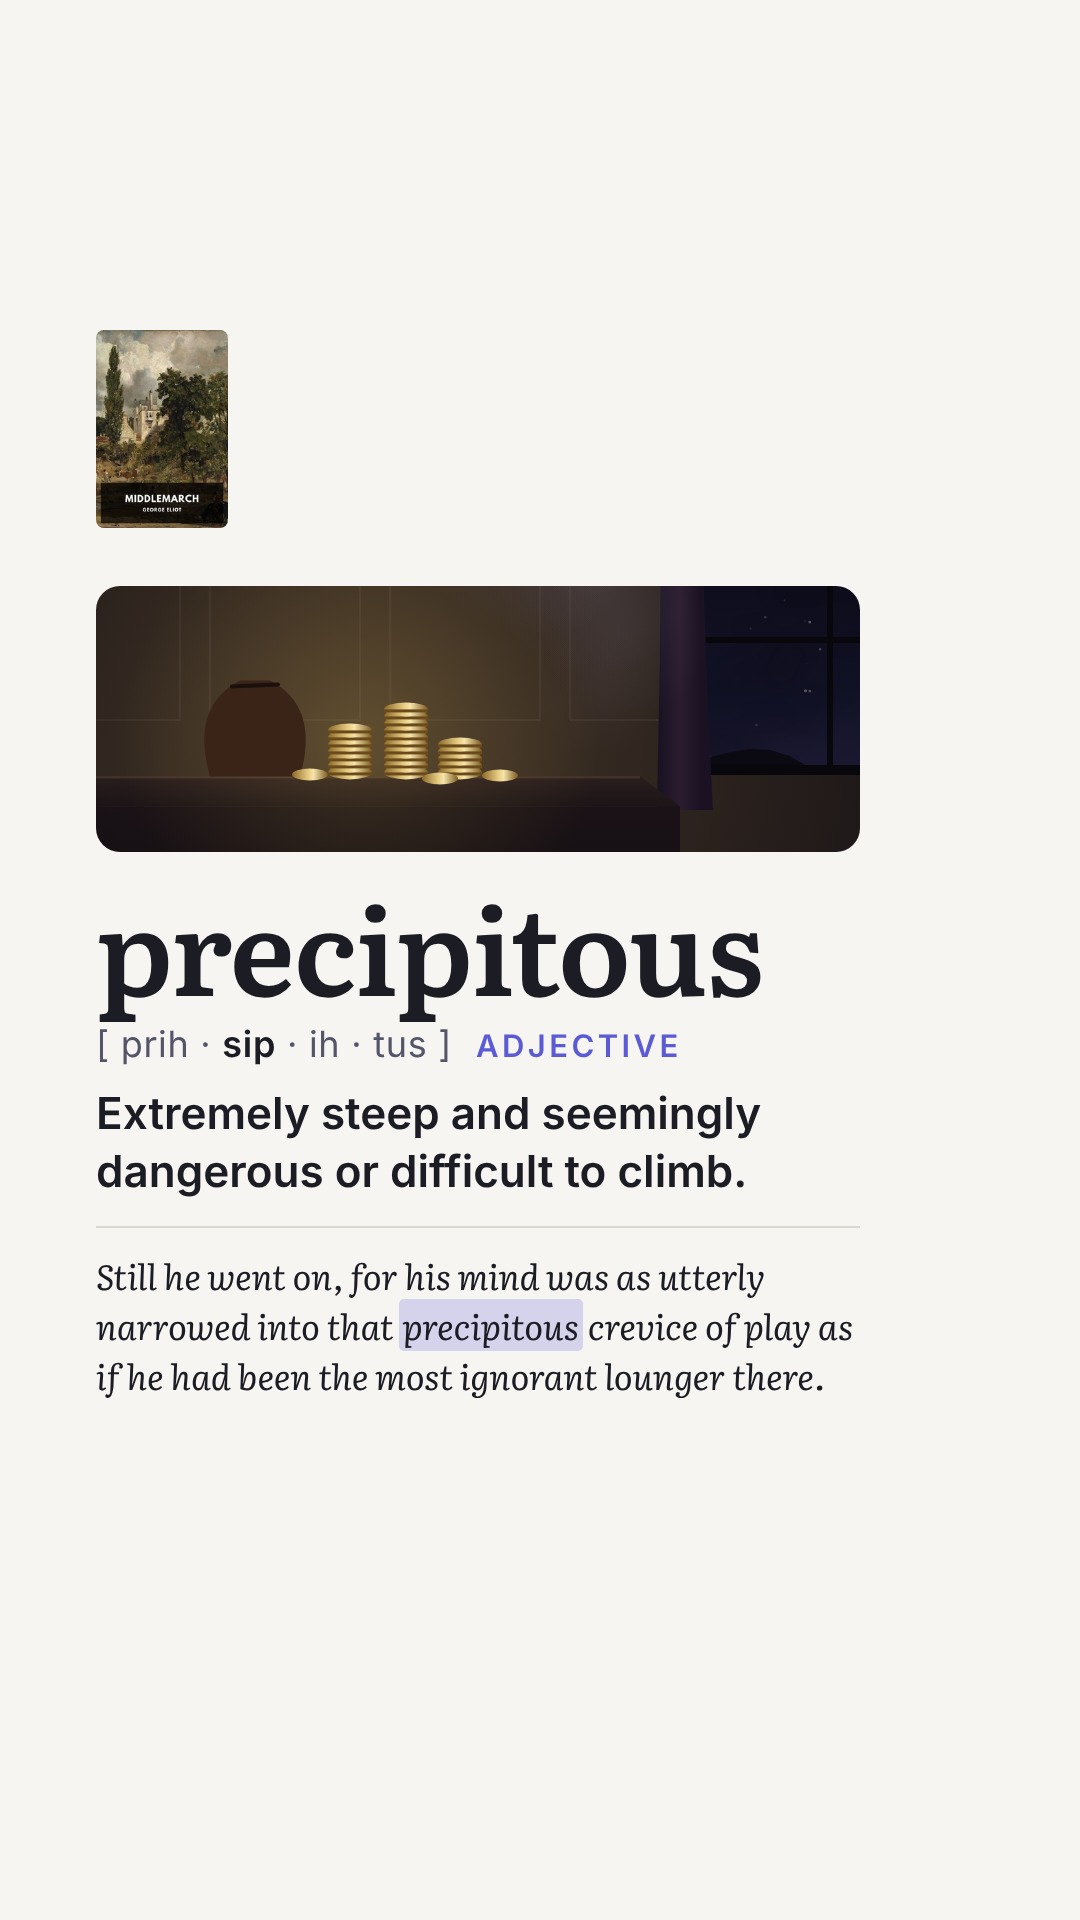 MIDDLEMARCH
GEORGE ELIOT
precipitous
[ prih · sip · ih · tus ] ADJECTIVE
Extremely steep and seemingly
dangerous or difficult to climb.
Still he went on, for his mind was as utterly
narrowed into that precipitous crevice of play as
if he had been the most ignorant lounger there.